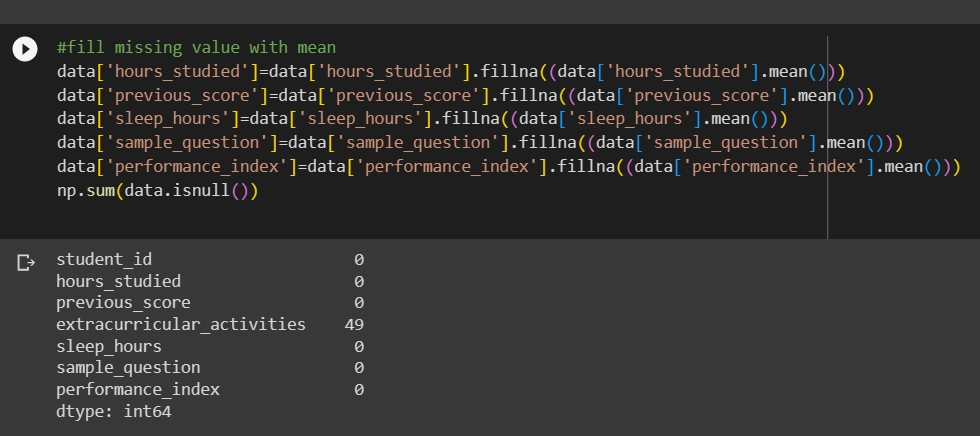 #fill missing value with mean
data['hours_studied']=data['hours_studied'].fillna((data['hours_studied'].mean()))
data['previous_score']=data['previous_score'].fillna((data['previous_score'].mean()))
data['sleep_hours']=data['sleep_hours'].fillna((data['sleep_hours'].mean()))
data['sample_question']=data['sample_question'].fillna((data['sample_question'].mean()))
data['performance_index']=data['performance_index'].fillna((data['performance_index'].mean()))
np.sum(data.isnull())
student_id 0
hours_studied 0
previous_score 0
extracurricular_activities 49
sleep_hours 0
sample_question 0
performance_index 0
dtype: int64